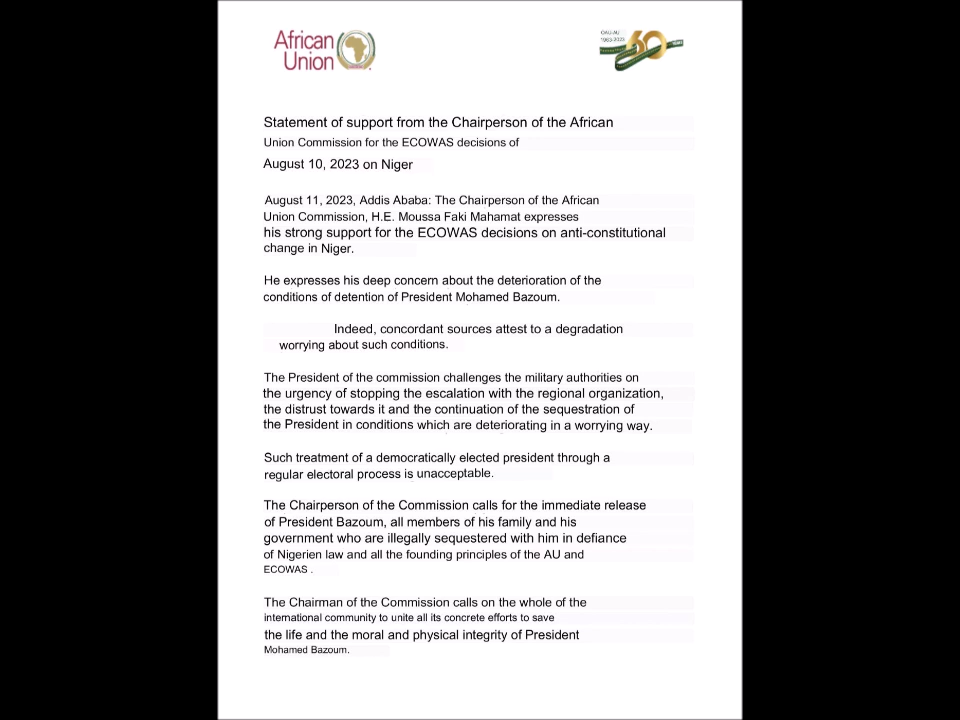 African
Union
OAU-AU
1963-2023
60
YEARS
Statement of support from the Chairperson of the African
Union Commission for the ECOWAS decisions of
August 10, 2023 on Niger
August 11, 2023, Addis Ababa: The Chairperson of the African
Union Commission, H.E. Moussa Faki Mahamat expresses
his strong support for the ECOWAS decisions on anti-constitutional
change in Niger.
He expresses his deep concern about the deterioration of the
conditions of detention of President Mohamed Bazoum.
Indeed, concordant sources attest to a degradation
worrying about such conditions.
The President of the commission challenges the military authorities on
the urgency of stopping the escalation with the regional organization,
the distrust towards it and the continuation of the sequestration of
the President in conditions which are deteriorating in a worrying way.
Such treatment of a democratically elected president through a
regular electoral process is unacceptable.
The Chairperson of the Commission calls for the immediate release
of President Bazoum, all members of his family and his
government who are illegally sequestered with him in defiance
of Nigerien law and all the founding principles of the AU and
ECOWAS .
The Chairman of the Commission calls on the whole of the
international community to unite all its concrete efforts to save
the life and the moral and physical integrity of President
Mohamed Bazoum.